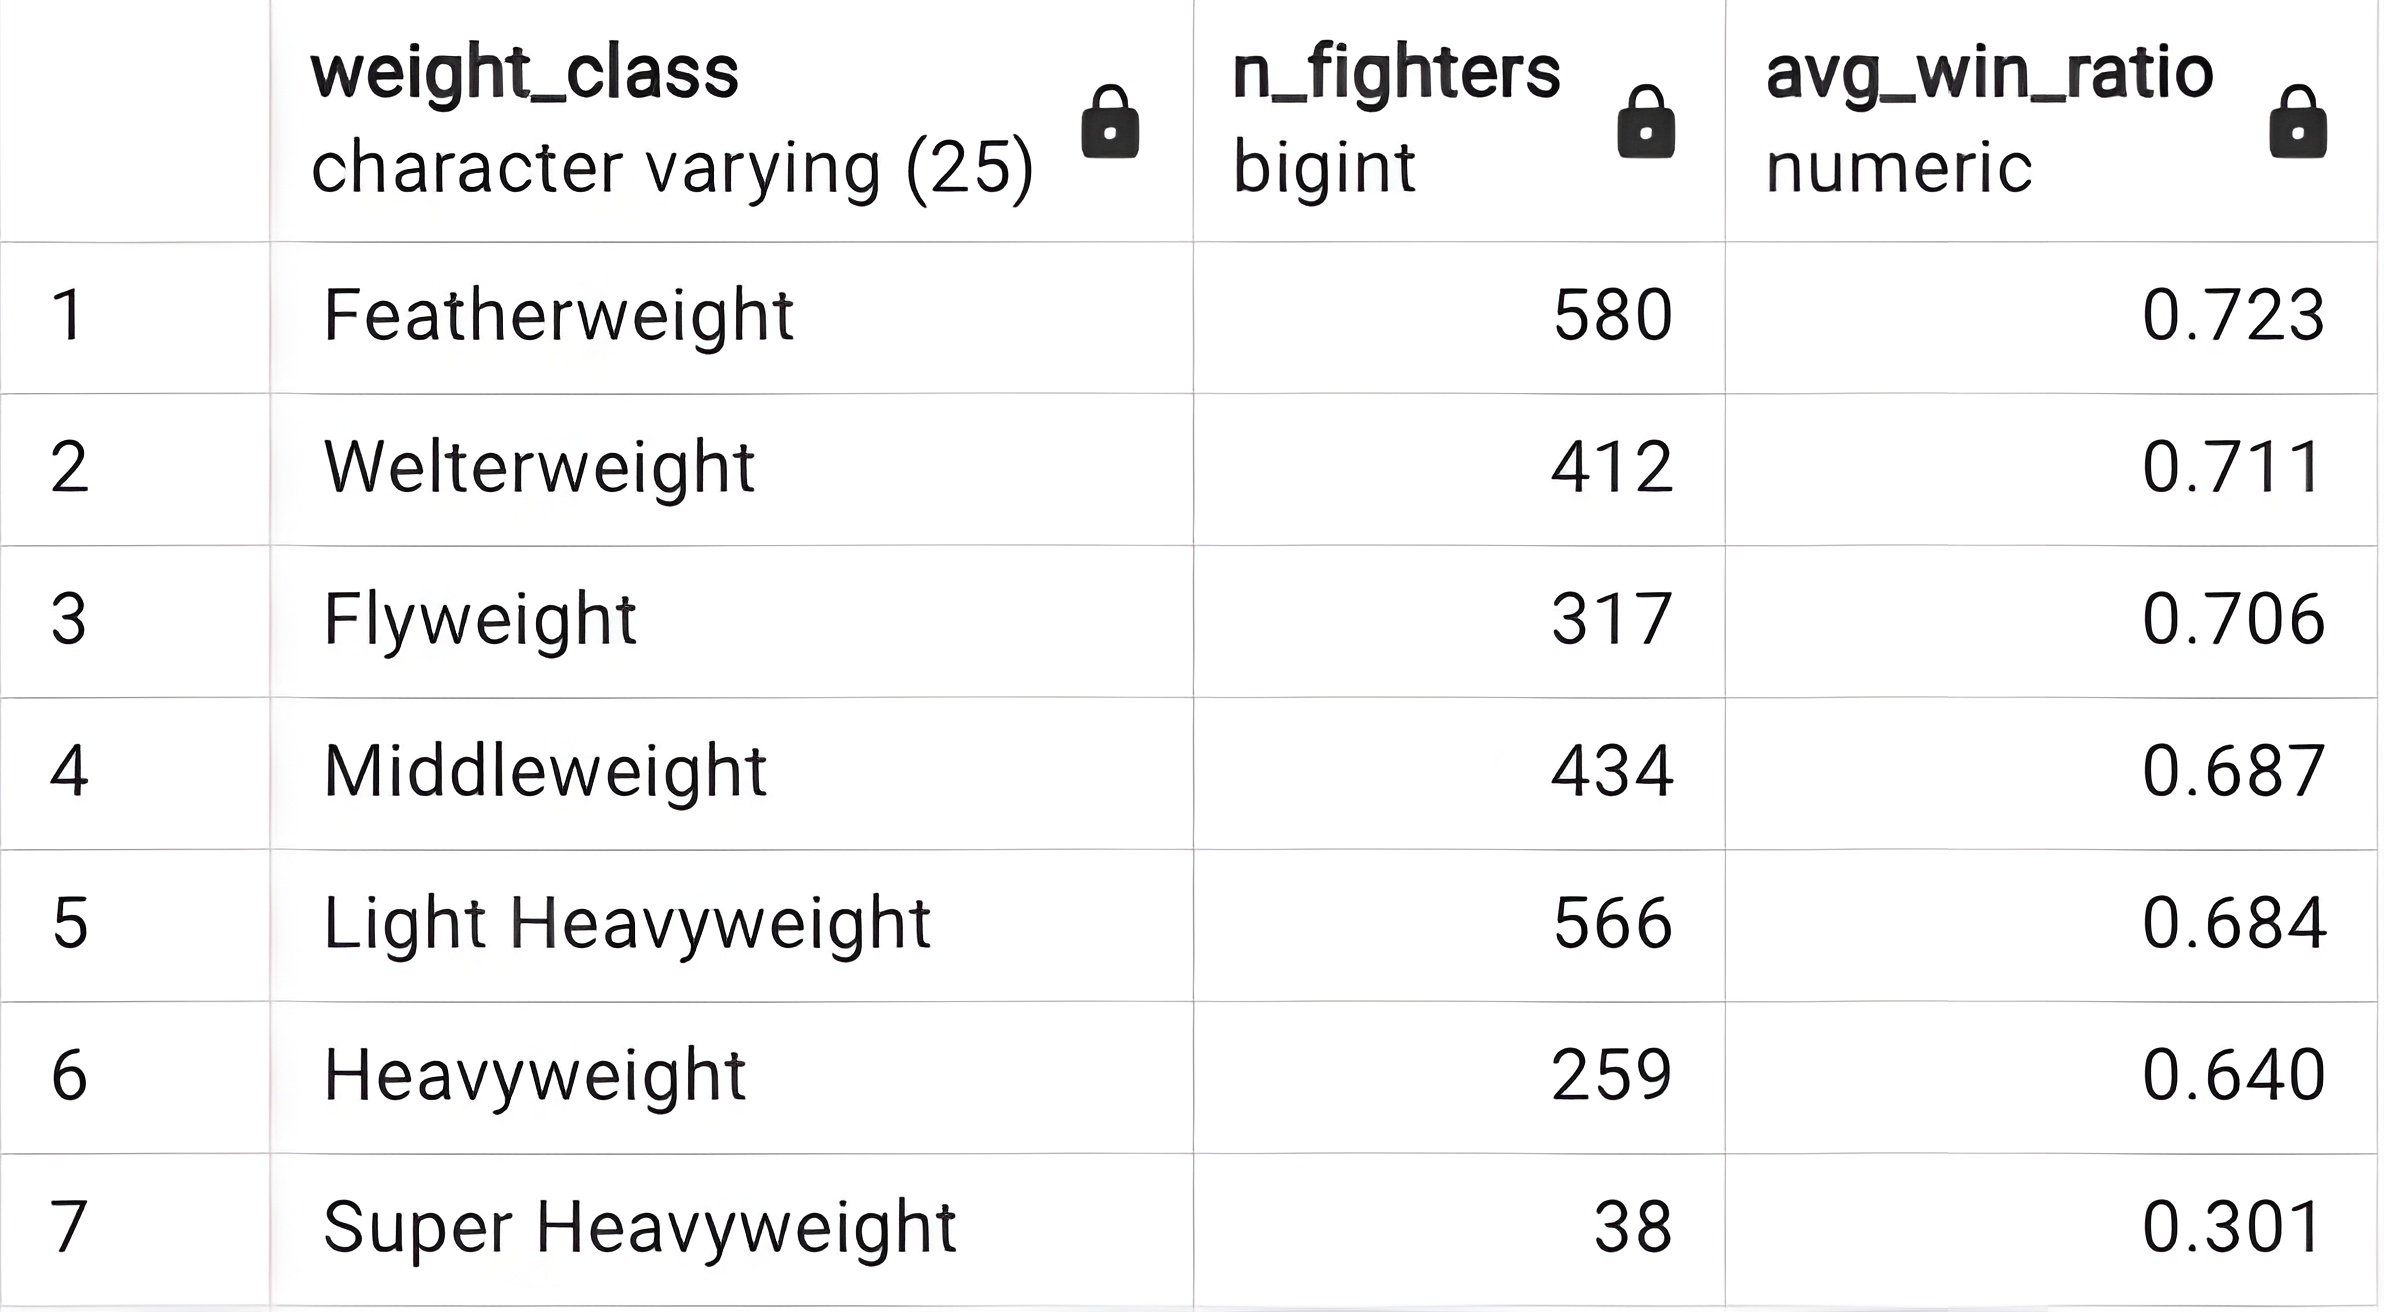 weight_class n_fighters avg_win_ratio
character varying (25) bigint numeric
1 Featherweight 580 0.723
2 Welterweight 412 0.711
3 Flyweight 317 0.706
4 Middleweight 434 0.687
5 Light Heavyweight 566 0.684
6 Heavyweight 259 0.640
7 Super Heavyweight 38 0.301